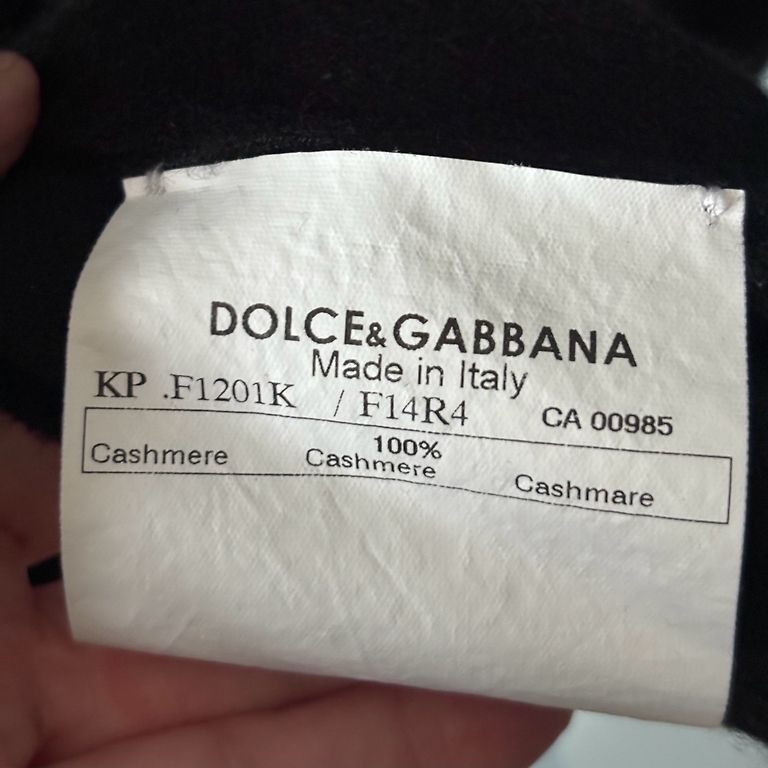 DOLCE&GABBANA
Made in Italy
KP .F1201K / F14R4 CA 00985
100%
Cashmere Cashmere Cashmare